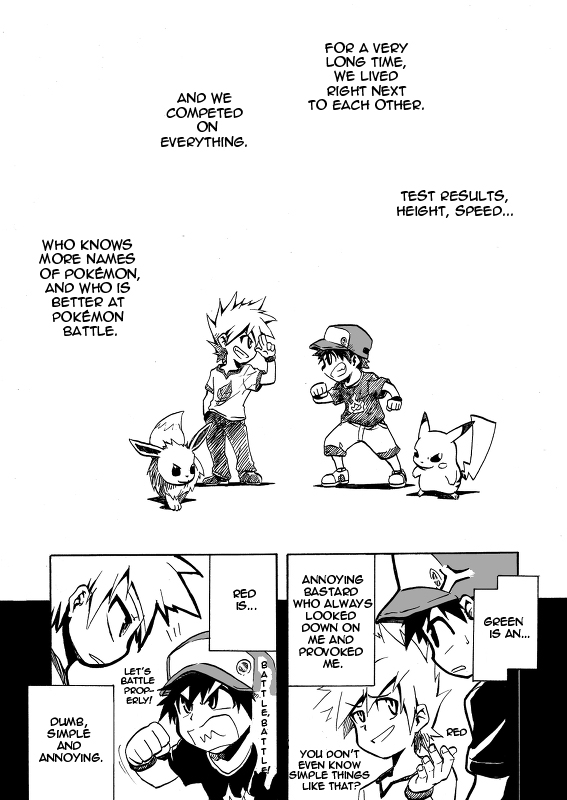 FOR A VERY
LONG TIME,
WE LIVED
RIGHT NEXT
TO EACH OTHER.
AND WE
COMPETED
ON
EVERYTHING.
TEST RESULTS,
HEIGHT, SPEED...
WHO KNOWS
MORE NAMES
OF POKÉMON,
AND WHO IS
BETTER AT
POKÉMON
BATTLE.
GREEN
IS AN...
ANNOYING
BASTARD
WHO ALWAYS
LOOKED
DOWN ON
ME AND
PROVOKED
ME.
RED
YOU DON'T
EVEN KNOW
SIMPLE THINGS
LIKE THAT?
RED
IS...
BATTLE, BATTLE!
LET'S
BATTLE
PROP-
ERLY!
DUMB,
SIMPLE
AND
ANNOYING.